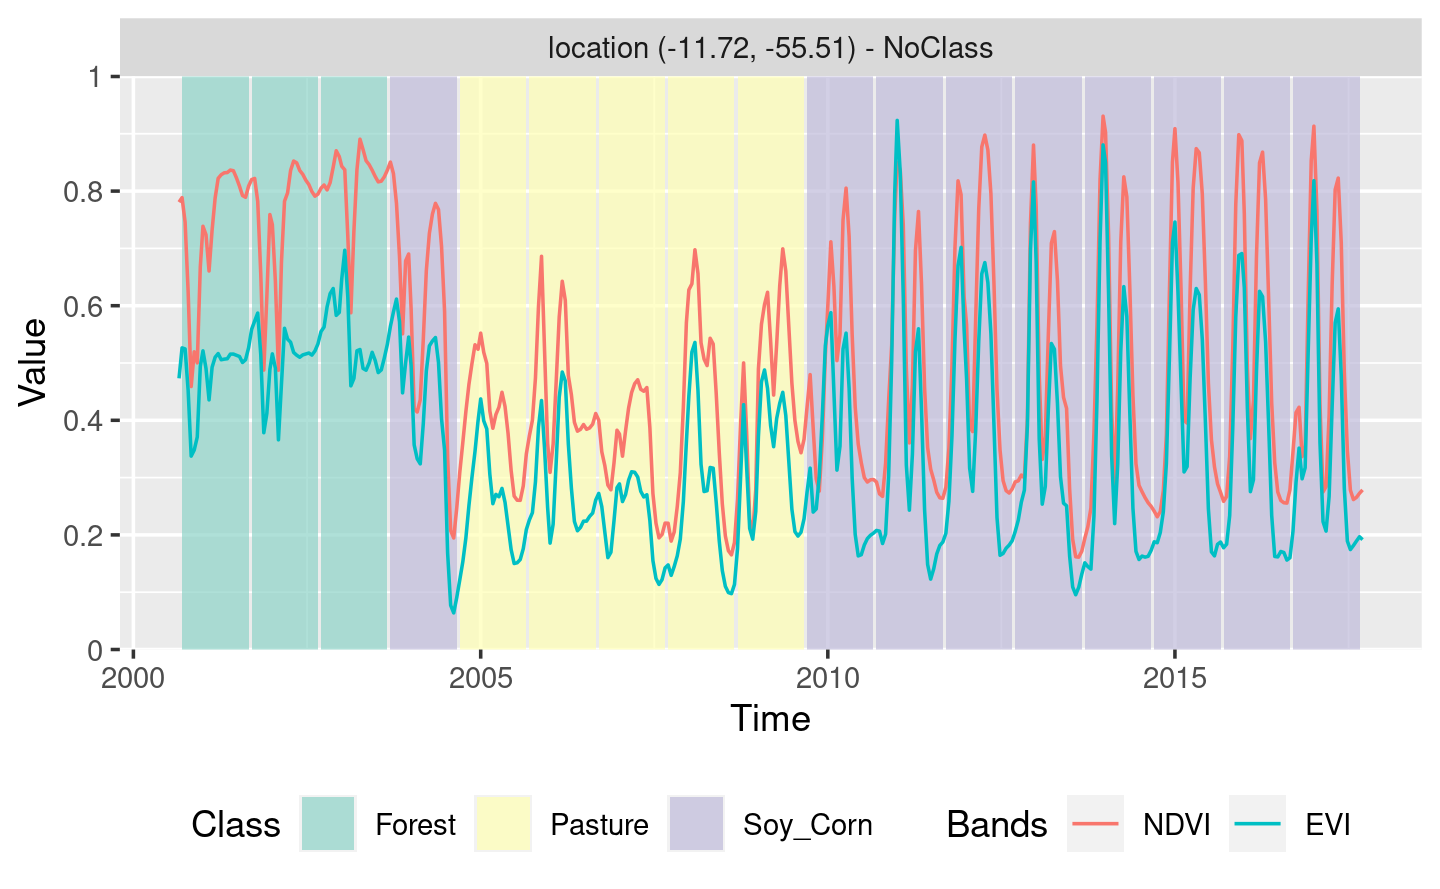 location (-11.72, -55.51) - NoClass
1
0.8
0.6
0.4
0.2
0
Value
2000 2005 2010 2015
Time
Class Forest Pasture Soy_Corn Bands NDVI EVI